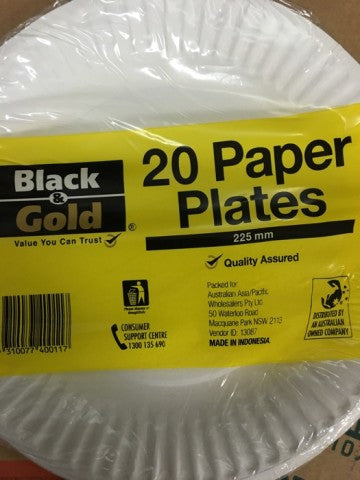 Black
&
Gold®
Value You Can Trust
20 Paper
Plates
225 mm
Quality Assured
Packed for:
Australian Asia/Pacific
Wholesalers Pty Ltd
50 Waterloo Road
Macquarie Park NSW 2113
Vendor ID: 13087
MADE IN INDONESIA
CONSUMER
SUPPORT CENTRE
1300 135 690
DISTRIBUTED BY
AN AUSTRALIAN
OWNED COMPANY
310077 400117